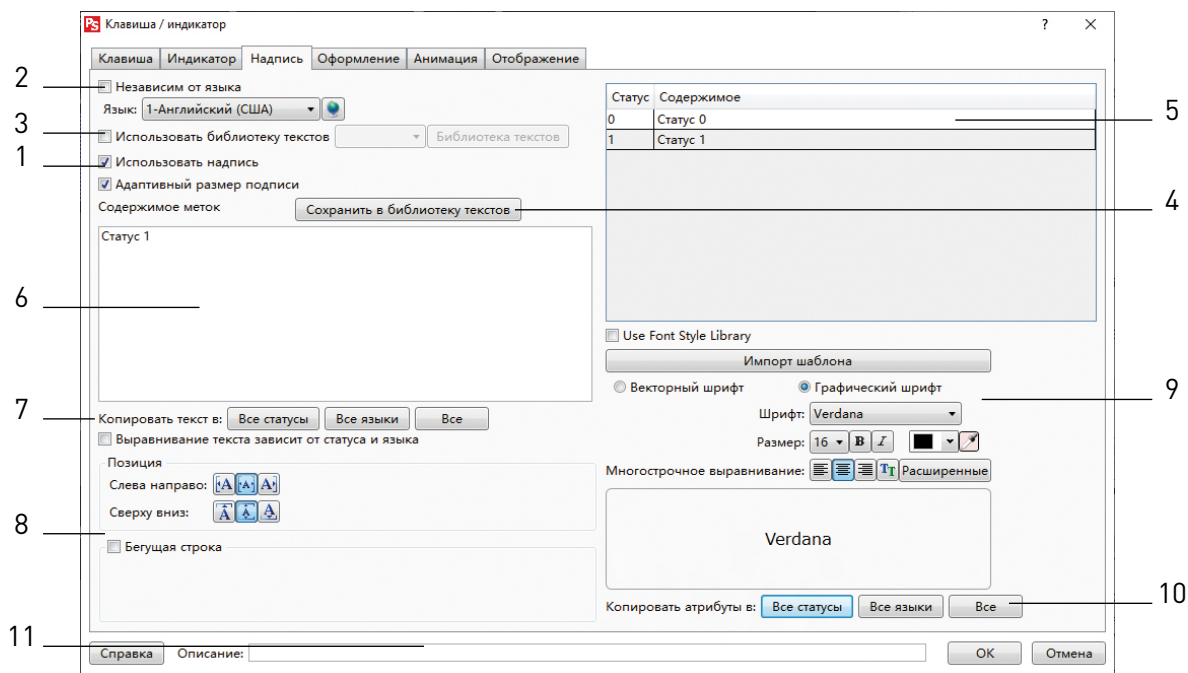 PS Клавиша / индикатор ?
Клавиша Индикатор Надпись Оформление Анимация Отображение
2 Независим от языка
Язык: 1-Английский (США)
3 Использовать библиотеку текстов Библиотека текстов
1 Использовать надпись
Адаптивный размер подписи
Содержимое меток Сохранить в библиотеку текстов 4
Статус 1
6
7 Копировать текст в: Все статусы Все языки Все
Выравнивание текста зависит от статуса и языка
Позиция
Слева направо: A A A
Сверху вниз: A A A
8
Бегущая строка
Статус Содержимое
0 Статус 0 5
1 Статус 1
Use Font Style Library
Импорт шаблона
Векторный шрифт Графический шрифт
9
Шрифт: Verdana
Размер: 16 B I
Многострочное выравнивание: TT Расширенные
Verdana
Копировать атрибуты в: Все статусы Все языки Все 10
11 Справка Описание: OK Отмена